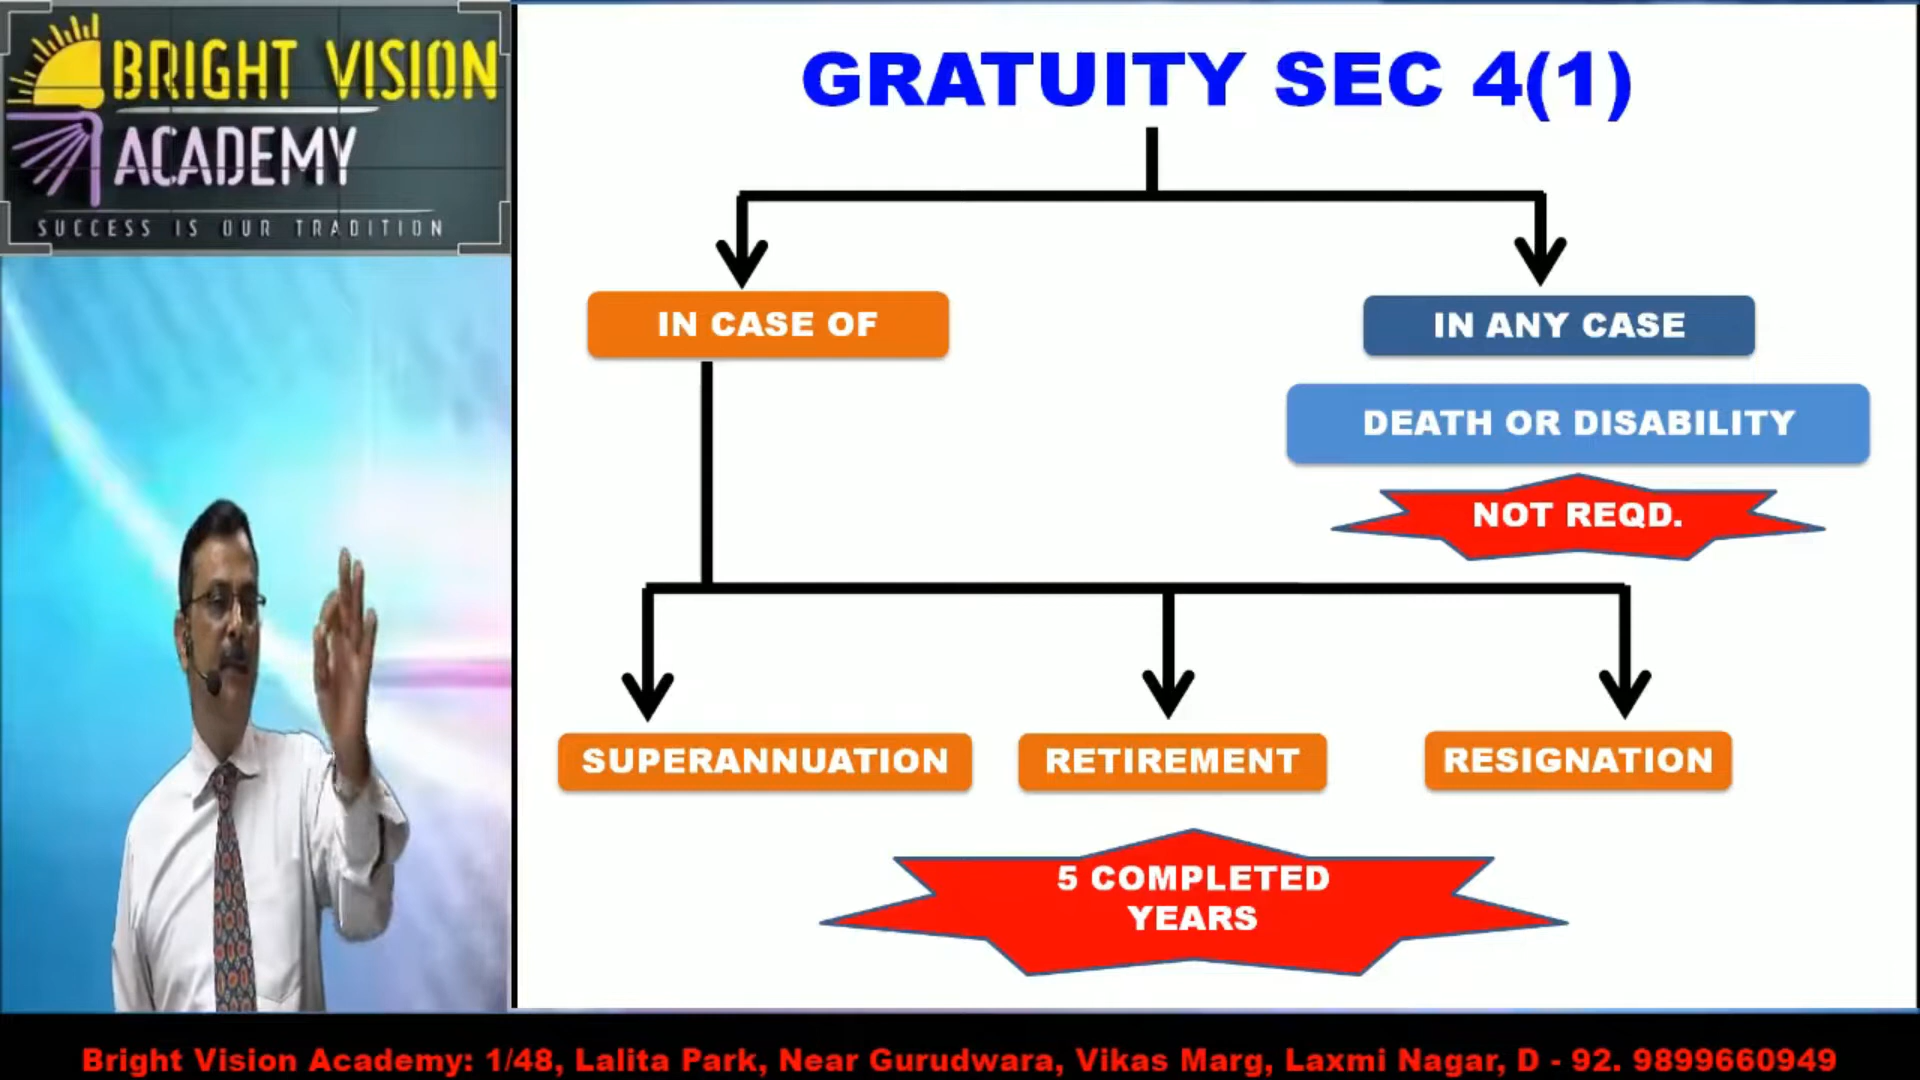 BRIGHT VISION
ACADEMY
SUCCESS IS OUR TRADITION
GRATUITY SEC 4(1)
IN CASE OF
IN ANY CASE
DEATH OR DISABILITY
NOT REQD.
SUPERANNUATION
RETIREMENT
RESIGNATION
5 COMPLETED
YEARS
Bright Vision Academy: 1/48, Lalita Park, Near Gurudwara, Vikas Marg, Laxmi Nagar, D - 92. 9899660949